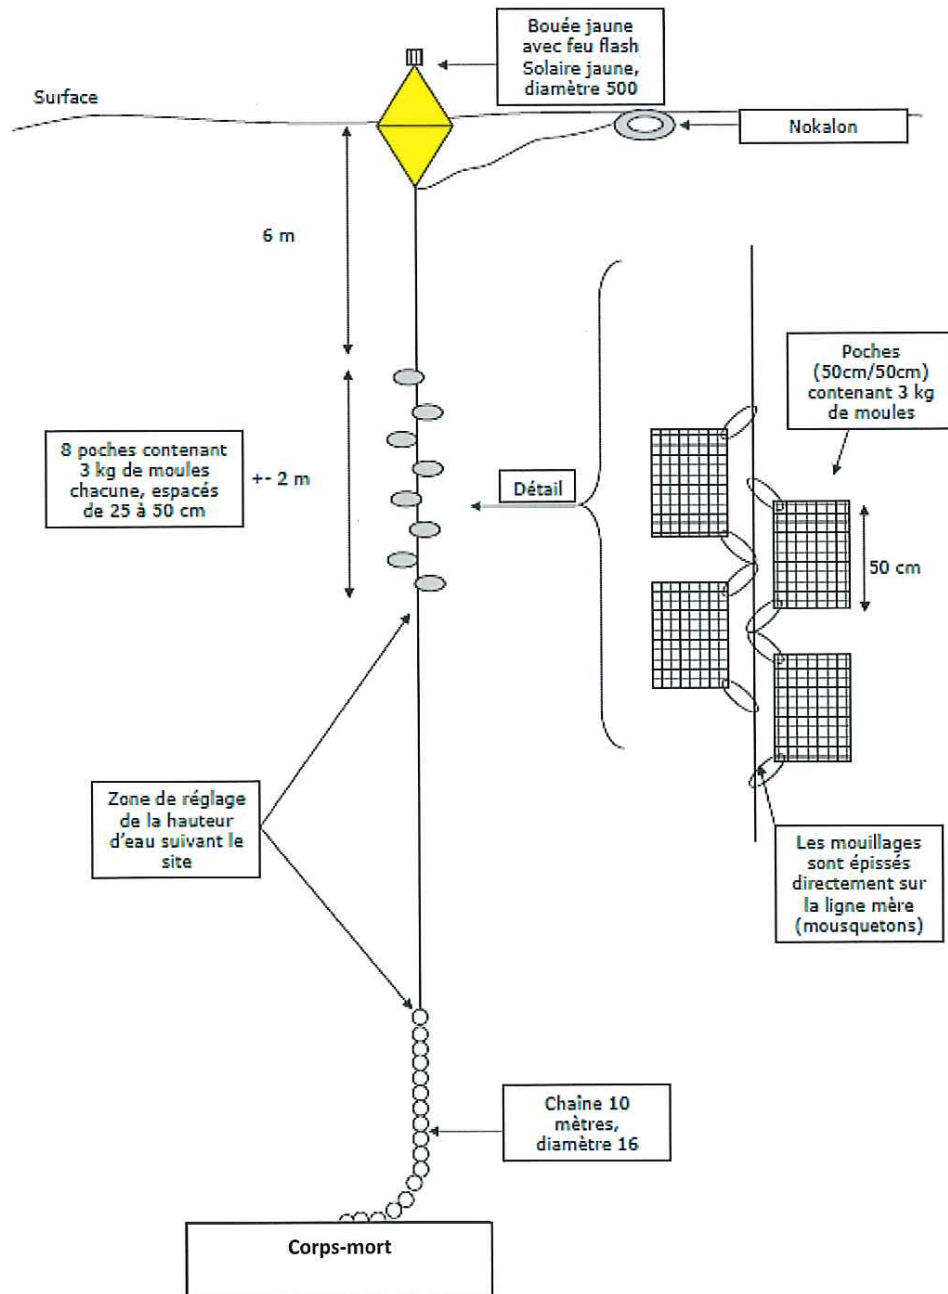 Bouée jaune
avec feu flash
Solaire jaune,
diamètre 500
Surface
Nokalon
6 m
Poches
(50cm/50cm)
contenant 3 kg
de moules
8 poches contenant
3 kg de moules
chacune, espacés
de 25 à 50 cm
+- 2 m
Détail
50 cm
Zone de réglage
de la hauteur
d'eau suivant le
site
Les mouillages
sont épissés
directement sur
la ligne mère
(mousquetons)
Chaîne 10
mètres,
diamètre 16
Corps-mort